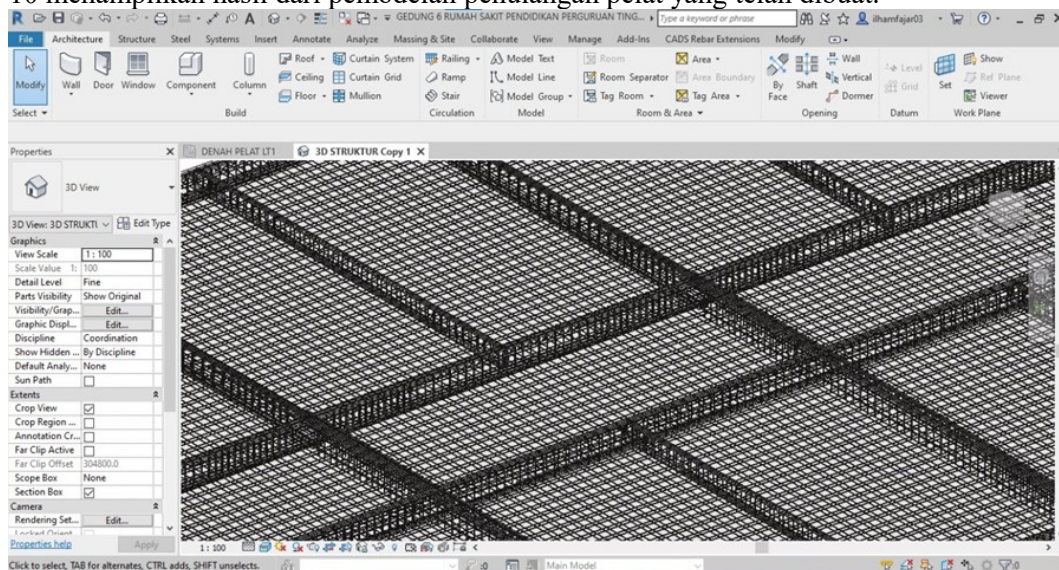 10 menampilkan hasil dari pemodelan penulangan pelat yang telah dibuat.
GEDUNG 6 RUMAH SAKIT PENDIDIKAN PERGURUAN TING... Type a keyword or phrase ilhamfajar03
File Architecture Structure Steel Systems Insert Annotate Analyze Massing & Site Collaborate View Manage Add-Ins CADS Rebar Extensions Modify
Modify Wall Door Window Component Column
Roof Curtain System Railing Model Text Room Area Wall Show
Ceiling Curtain Grid Ramp Model Line Room Separator Area Boundary By Face Shaft Vertical Level Grid Set Ref Plane
Floor Mullion Stair Model Group Tag Room Tag Area Dormer Viewer
Select Build Circulation Model Room & Area Opening Datum Work Plane
Properties X DENAH PELAT LT1 3D STRUKTUR Copy 1 X
3D View
3D View: 3D STRUKTI Edit Type
Graphics
View Scale 1 : 100
Scale Value 1: 100
Detail Level Fine
Parts Visibility Show Original
Visibility/Grap... Edit...
Graphic Displ... Edit...
Discipline Coordination
Show Hidden ... By Discipline
Default Analy... None
Sun Path
Extents
Crop View
Crop Region ...
Annotation Cr...
Far Clip Active
Far Clip Offset 304800.0
Scope Box None
Section Box
Camera
Rendering Set... Edit...
Locked Orient...
Properties help Apply
1 : 100
Click to select, TAB for alternates, CTRL adds, SHIFT unselects. :0 Main Model :0